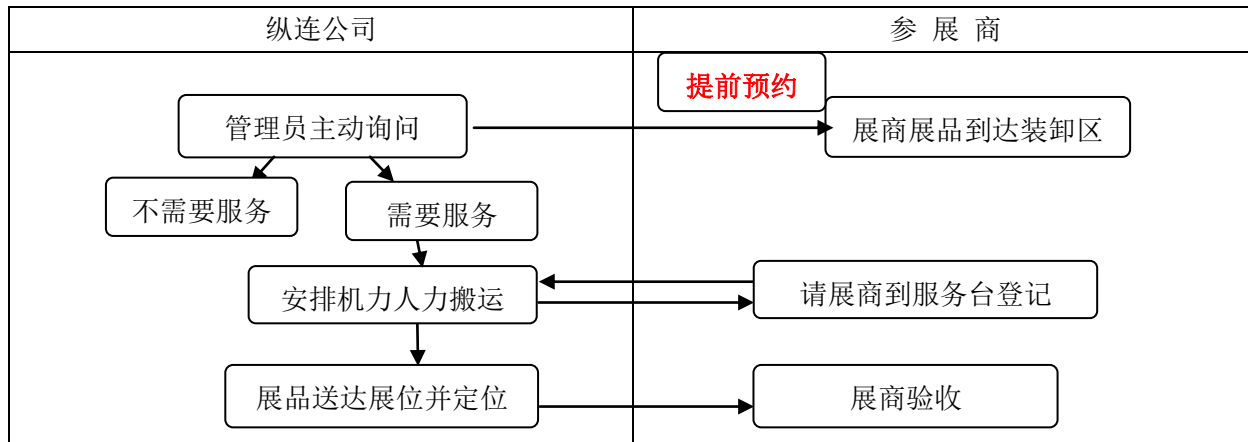 纵连公司
参 展 商
提前预约
管理员主动询问
展商展品到达装卸区
不需要服务
需要服务
安排机力人力搬运
请展商到服务台登记
展品送达展位并定位
展商验收